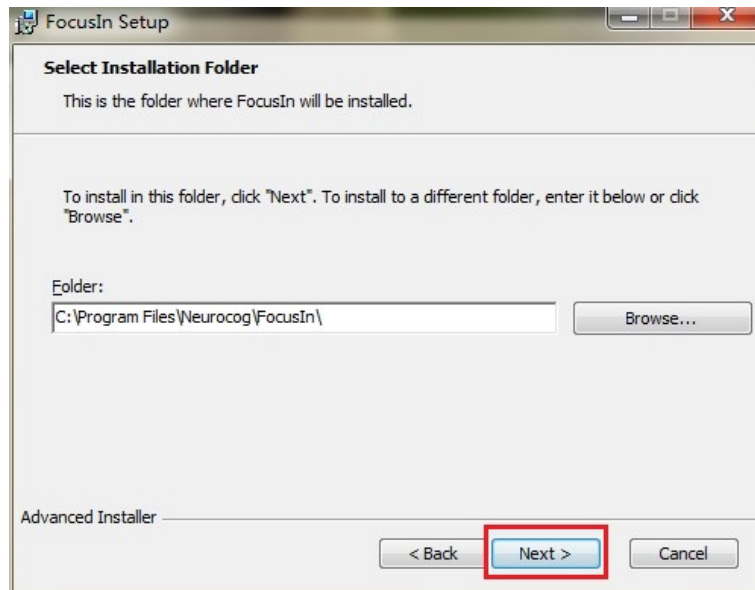 FocusIn Setup
Select Installation Folder
This is the folder where FocusIn will be installed.
To install in this folder, click "Next". To install to a different folder, enter it below or click
"Browse".
Folder:
C:\Program Files\Neurocog\FocusIn\
Browse...
Advanced Installer
< Back
Next >
Cancel